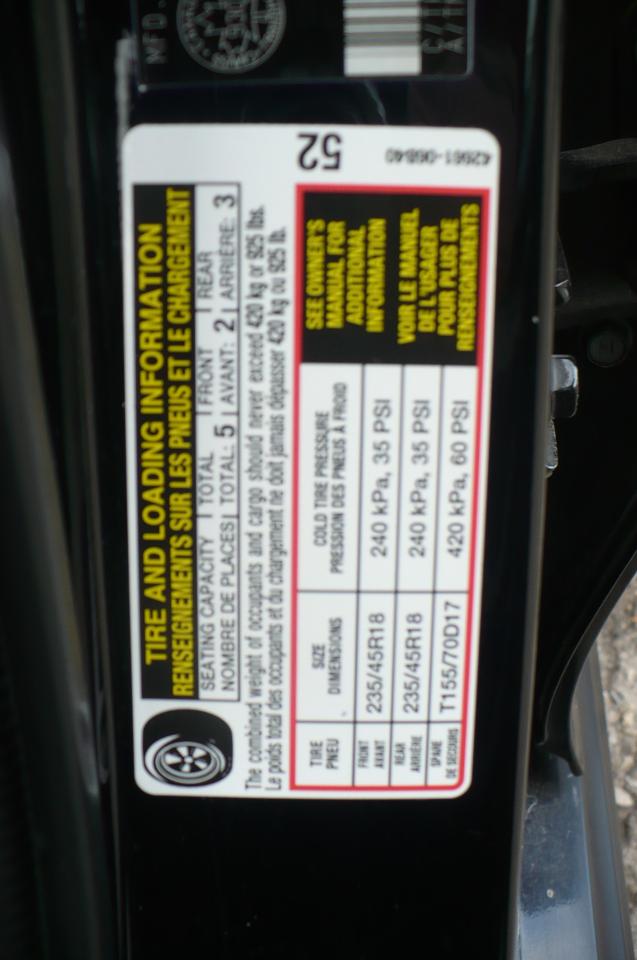 MFD.
52
42661-06B40
TIRE AND LOADING INFORMATION
RENSEIGNEMENTS SUR LES PNEUS ET LE CHARGEMENT
SEATING CAPACITY | TOTAL | FRONT | REAR
NOMBRE DE PLACES | TOTAL: 5 | AVANT: 2 | ARRIÈRE: 3
The combined weight of occupants and cargo should never exceed 420 kg or 925 lbs.
Le poids total des occupants et du chargement ne doit jamais dépasser 420 kg ou 925 lb.
TIRE SIZE COLD TIRE PRESSURE
PNEU DIMENSIONS PRESSION DES PNEUS À FROID
FRONT
AVANT 235/45R18 240 kPa, 35 PSI
REAR
ARRIÈRE 235/45R18 240 kPa, 35 PSI
SPARE
DE SECOURS T155/70D17 420 kPa, 60 PSI
SEE OWNER'S
MANUAL FOR
ADDITIONAL
INFORMATION
VOIR LE MANUEL
DE L'USAGER
POUR PLUS DE
RENSEIGNEMENTS